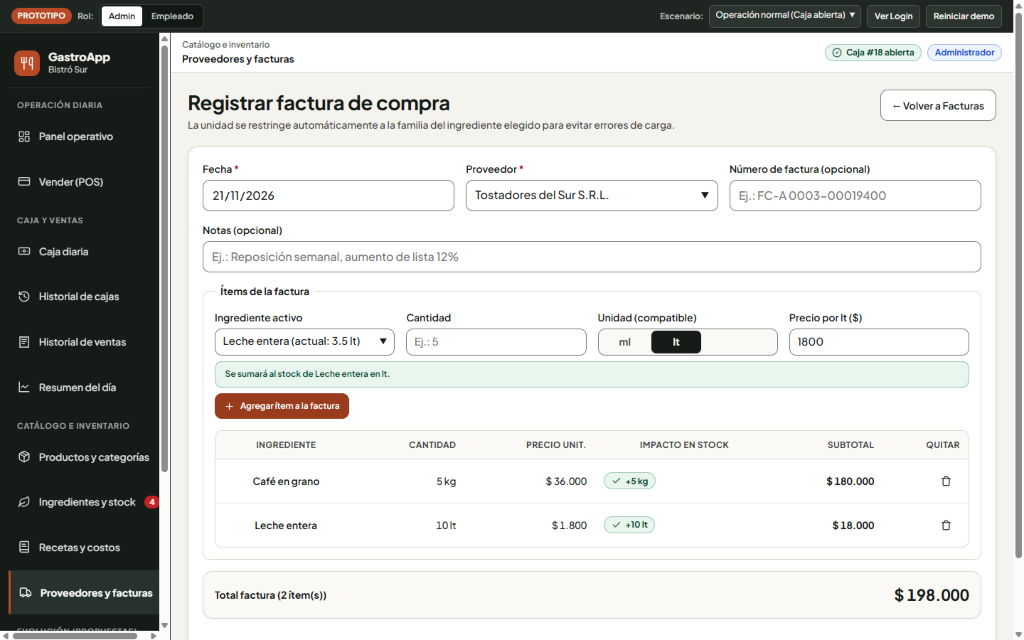 PROTOTIPO Rol: Admin Empleado Escenario: Operación normal (Caja abierta) ▼ Ver Login Reiniciar demo
GastroApp
Bistró Sur
OPERACIÓN DIARIA
Panel operativo
Vender (POS)
CAJA Y VENTAS
Caja diaria
Historial de cajas
Historial de ventas
Resumen del día
CATÁLOGO E INVENTARIO
Productos y categorías
Ingredientes y stock 4
Recetas y costos
Proveedores y facturas
EVOLUCIÓN (PROPUESTAS)
Catálogo e inventario
Proveedores y facturas
Caja #18 abierta Administrador
Registrar factura de compra
La unidad se restringe automáticamente a la familia del ingrediente elegido para evitar errores de carga.
← Volver a Facturas
Fecha * Proveedor * Número de factura (opcional)
21/11/2026 Tostadores del Sur S.R.L. ▼ Ej.: FC-A 0003-00019400
Notas (opcional)
Ej.: Reposición semanal, aumento de lista 12%
Ítems de la factura
Ingrediente activo Cantidad Unidad (compatible) Precio por lt ($)
Leche entera (actual: 3.5 lt) ▼ Ej.: 5 ml lt 1800
Se sumará al stock de Leche entera en lt.
+ Agregar ítem a la factura
INGREDIENTE CANTIDAD PRECIO UNIT. IMPACTO EN STOCK SUBTOTAL QUITAR
Café en grano 5 kg $ 36.000 ✓ +5 kg $ 180.000
Leche entera 10 lt $ 1.800 ✓ +10 lt $ 18.000
Total factura (2 ítem(s)) $ 198.000